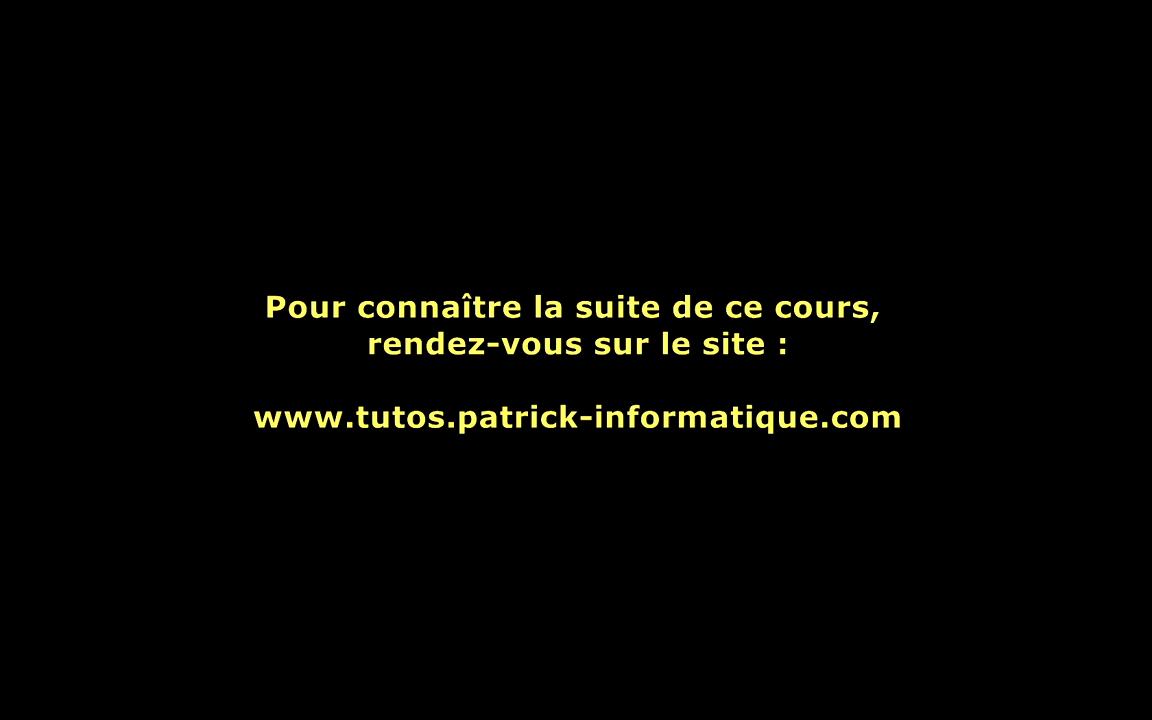 Pour connaître la suite de ce cours,
rendez-vous sur le site :
www.tutos.patrick-informatique.com